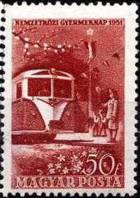 NEMZETKÖZI GYERMEKNAP 1951
50f
MAGYAR POSTA